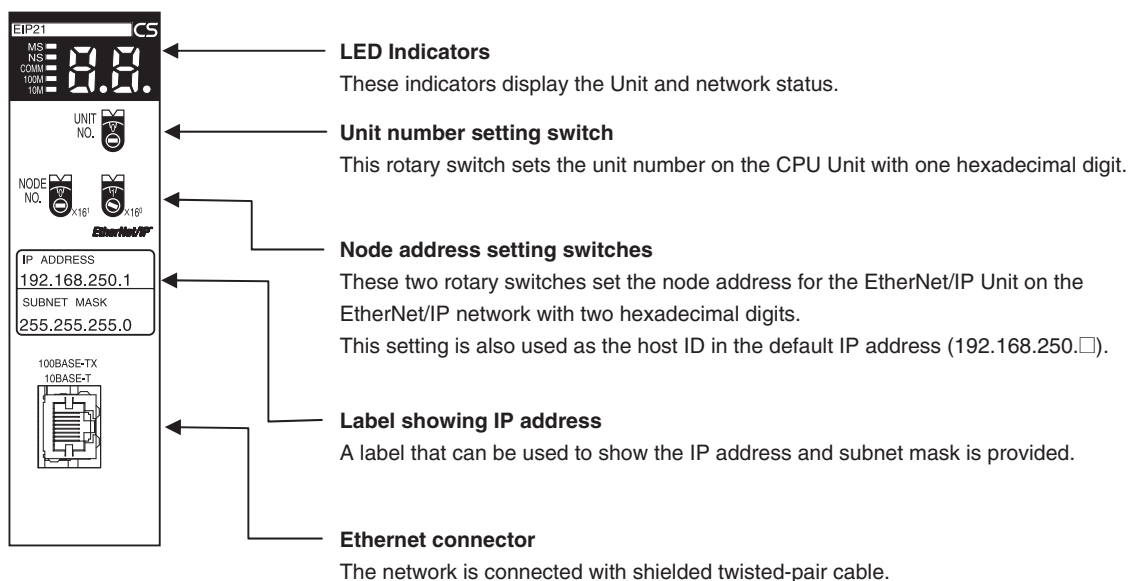 EIP21 CS
MS
NS
COMM
100M
10M
8.8.
UNIT
NO.
NODE
NO.
×16¹ ×16⁰
EtherNet/IP™
IP ADDRESS
192.168.250.1
SUBNET MASK
255.255.255.0
100BASE-TX
10BASE-T
LED Indicators
These indicators display the Unit and network status.
Unit number setting switch
This rotary switch sets the unit number on the CPU Unit with one hexadecimal digit.
Node address setting switches
These two rotary switches set the node address for the EtherNet/IP Unit on the
EtherNet/IP network with two hexadecimal digits.
This setting is also used as the host ID in the default IP address (192.168.250.□).
Label showing IP address
A label that can be used to show the IP address and subnet mask is provided.
Ethernet connector
The network is connected with shielded twisted-pair cable.